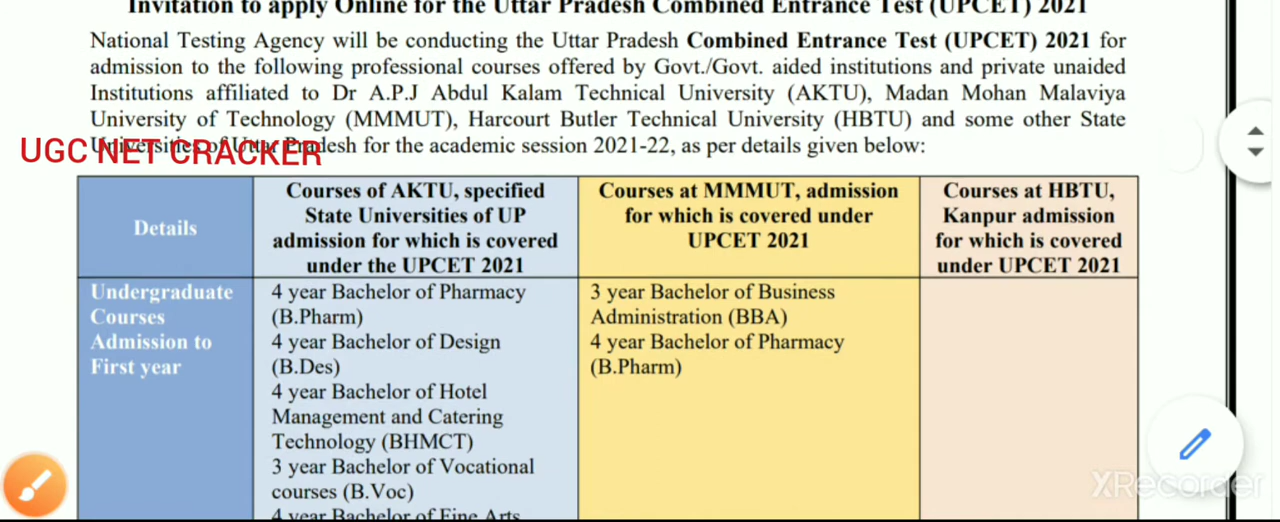 Invitation to apply Online for the Uttar Pradesh Combined Entrance Test (UPCET) 2021
National Testing Agency will be conducting the Uttar Pradesh Combined Entrance Test (UPCET) 2021 for
admission to the following professional courses offered by Govt./Govt. aided institutions and private unaided
Institutions affiliated to Dr A.P.J Abdul Kalam Technical University (AKTU), Madan Mohan Malaviya
University of Technology (MMMUT), Harcourt Butler Technical University (HBTU) and some other State
Universities of Uttar Pradesh for the academic session 2021-22, as per details given below:
UGC NET CRACKER
Details
Courses of AKTU, specified
State Universities of UP
admission for which is covered
under the UPCET 2021
Courses at MMMUT, admission
for which is covered under
UPCET 2021
Courses at HBTU,
Kanpur admission
for which is covered
under UPCET 2021
Undergraduate
Courses
Admission to
First year
4 year Bachelor of Pharmacy
(B.Pharm)
4 year Bachelor of Design
(B.Des)
4 year Bachelor of Hotel
Management and Catering
Technology (BHMCT)
3 year Bachelor of Vocational
courses (B.Voc)
4 year Bachelor of Fine Arts
3 year Bachelor of Business
Administration (BBA)
4 year Bachelor of Pharmacy
(B.Pharm)
XRecorder